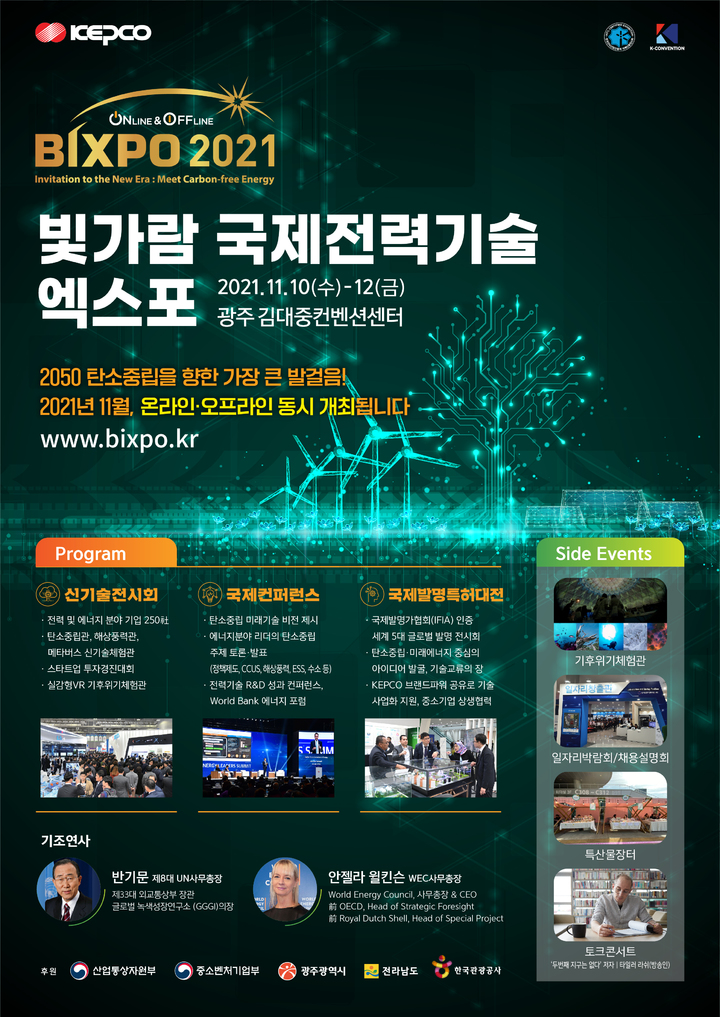 KEPCO
K-CONVENTION
ONLINE & OFFLINE
BIXPO 2021
Invitation to the New Era : Meet Carbon-free Energy
빛가람 국제전력기술
엑스포
2021.11.10(수)-12(금)
광주 김대중컨벤션센터
2050 탄소중립을 향한 가장 큰 발걸음!
2021년 11월, 온라인·오프라인 동시 개최됩니다
www.bixpo.kr
Program
신기술전시회
· 전력 및 에너지 분야 기업 250社
· 탄소중립관, 해상풍력관,
메타버스 신기술체험관
· 스타트업 투자경진대회
· 실감형VR 기후위기체험관
국제컨퍼런스
· 탄소중립 미래기술 비전 제시
· 에너지분야 리더의 탄소중립
주제 토론·발표
(정책제도, CCUS, 해상풍력, ESS, 수소 등)
· 전력기술 R&D 성과 컨퍼런스,
World Bank 에너지 포럼
ENERGY LEADERS SUMMIT
국제발명특허대전
· 국제발명가협회(IFIA) 인증
세계 5대 글로벌 발명 전시회
· 탄소중립·미래에너지 중심의
아이디어 발굴, 기술교류의 장
· KEPCO 브랜드파워 공유로 기술
사업화 지원, 중소기업 상생협력
Side Events
기후위기체험관
일자리창출관
일자리박람회/채용설명회
특산물장터
토크콘서트
'두번째 지구는 없다' 저자 | 타일러 라쉬(방송인)
기조연사
반기문 제8대 UN사무총장
제33대 외교통상부 장관
글로벌 녹색성장연구소 (GGGI)의장
안젤라 윌킨슨 WEC사무총장
World Energy Council, 사무총장 & CEO
前 OECD, Head of Strategic Foresight
前 Royal Dutch Shell, Head of Special Project
후원
산업통상자원부
중소벤처기업부
광주광역시
전라남도
한국관광공사